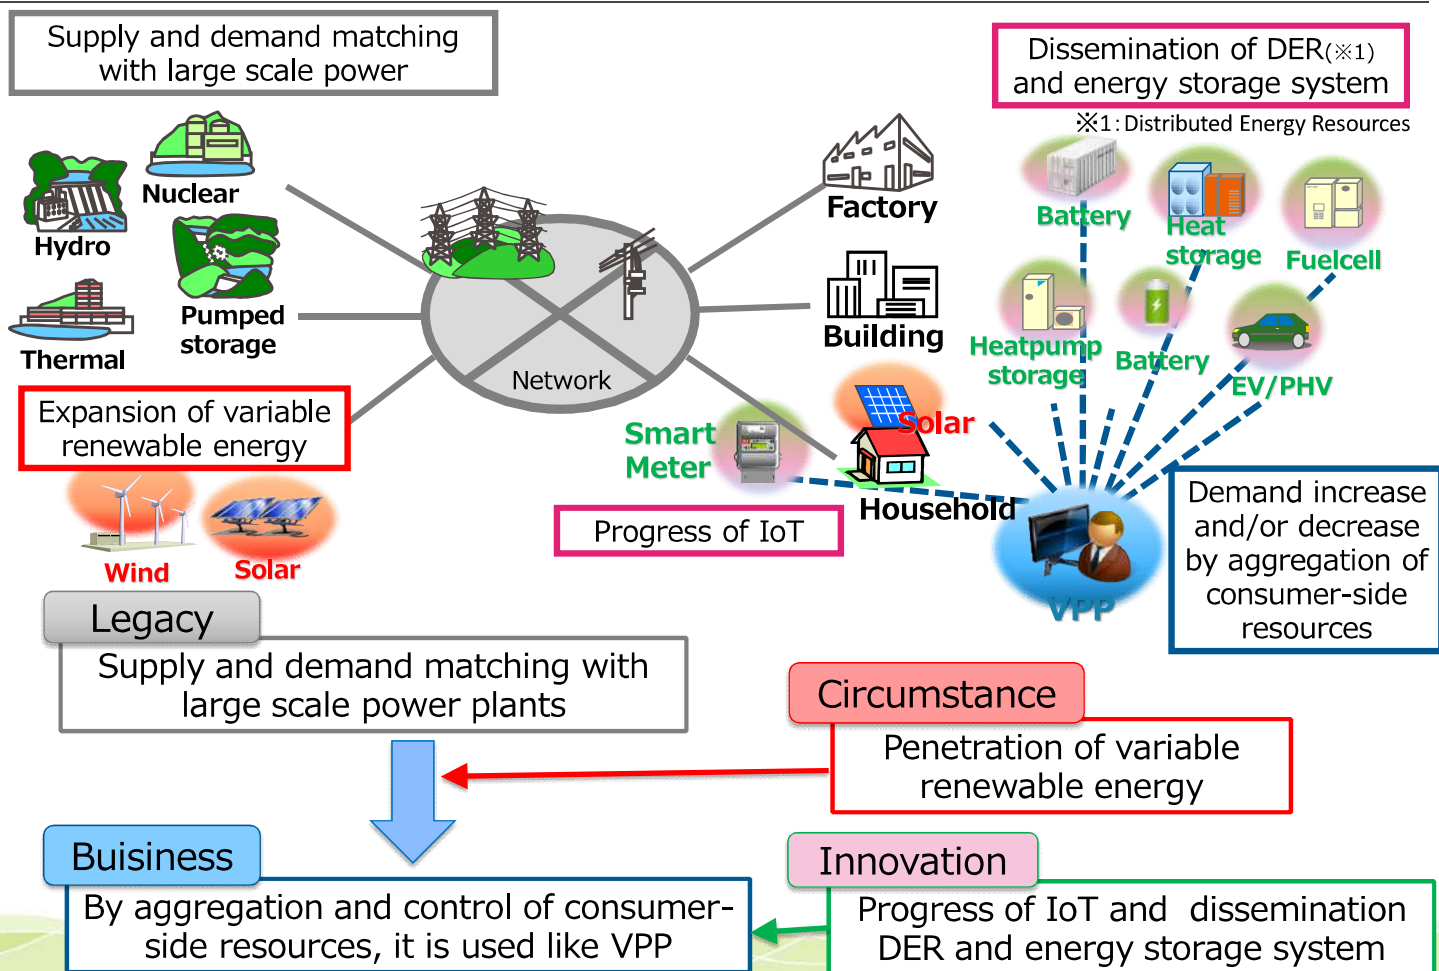 Supply and demand matching
with large scale power
Dissemination of DER(※1)
and energy storage system
※1:Distributed Energy Resources
Nuclear
Hydro
Pumped
storage
Thermal
Network
Factory
Building
Household
Solar
Smart
Meter
Battery
Heat
storage
Fuelcell
Heatpump
storage
Battery
EV/PHV
Expansion of variable
renewable energy
Wind
Solar
Progress of IoT
VPP
Demand increase
and/or decrease
by aggregation of
consumer-side
resources
Legacy
Supply and demand matching with
large scale power plants
Circumstance
Penetration of variable
renewable energy
Buisiness
By aggregation and control of consumer-
side resources, it is used like VPP
Innovation
Progress of IoT and dissemination
DER and energy storage system